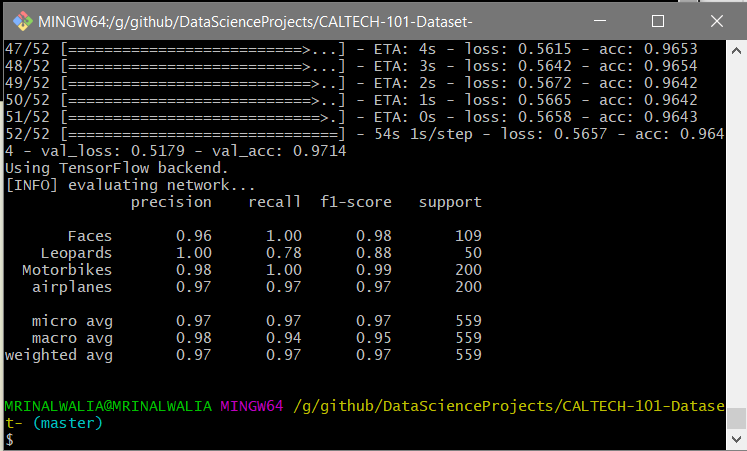 MINGW64:/g/github/DataScienceProjects/CALTECH-101-Dataset-
47/52 [===========================>...] - ETA: 4s - loss: 0.5615 - acc: 0.9653
48/52 [===========================>...] - ETA: 3s - loss: 0.5642 - acc: 0.9654
49/52 [============================>..] - ETA: 2s - loss: 0.5672 - acc: 0.9642
50/52 [============================>..] - ETA: 1s - loss: 0.5665 - acc: 0.9642
51/52 [=============================>.] - ETA: 0s - loss: 0.5658 - acc: 0.9643
52/52 [==============================] - 54s 1s/step - loss: 0.5657 - acc: 0.964
4 - val_loss: 0.5179 - val_acc: 0.9714
Using TensorFlow backend.
[INFO] evaluating network...
precision recall f1-score support
Faces 0.96 1.00 0.98 109
Leopards 1.00 0.78 0.88 50
Motorbikes 0.98 1.00 0.99 200
airplanes 0.97 0.97 0.97 200
micro avg 0.97 0.97 0.97 559
macro avg 0.98 0.94 0.95 559
weighted avg 0.97 0.97 0.97 559
MRINALWALIA@MRINALWALIA MINGW64 /g/github/DataScienceProjects/CALTECH-101-Datase
t- (master)
$